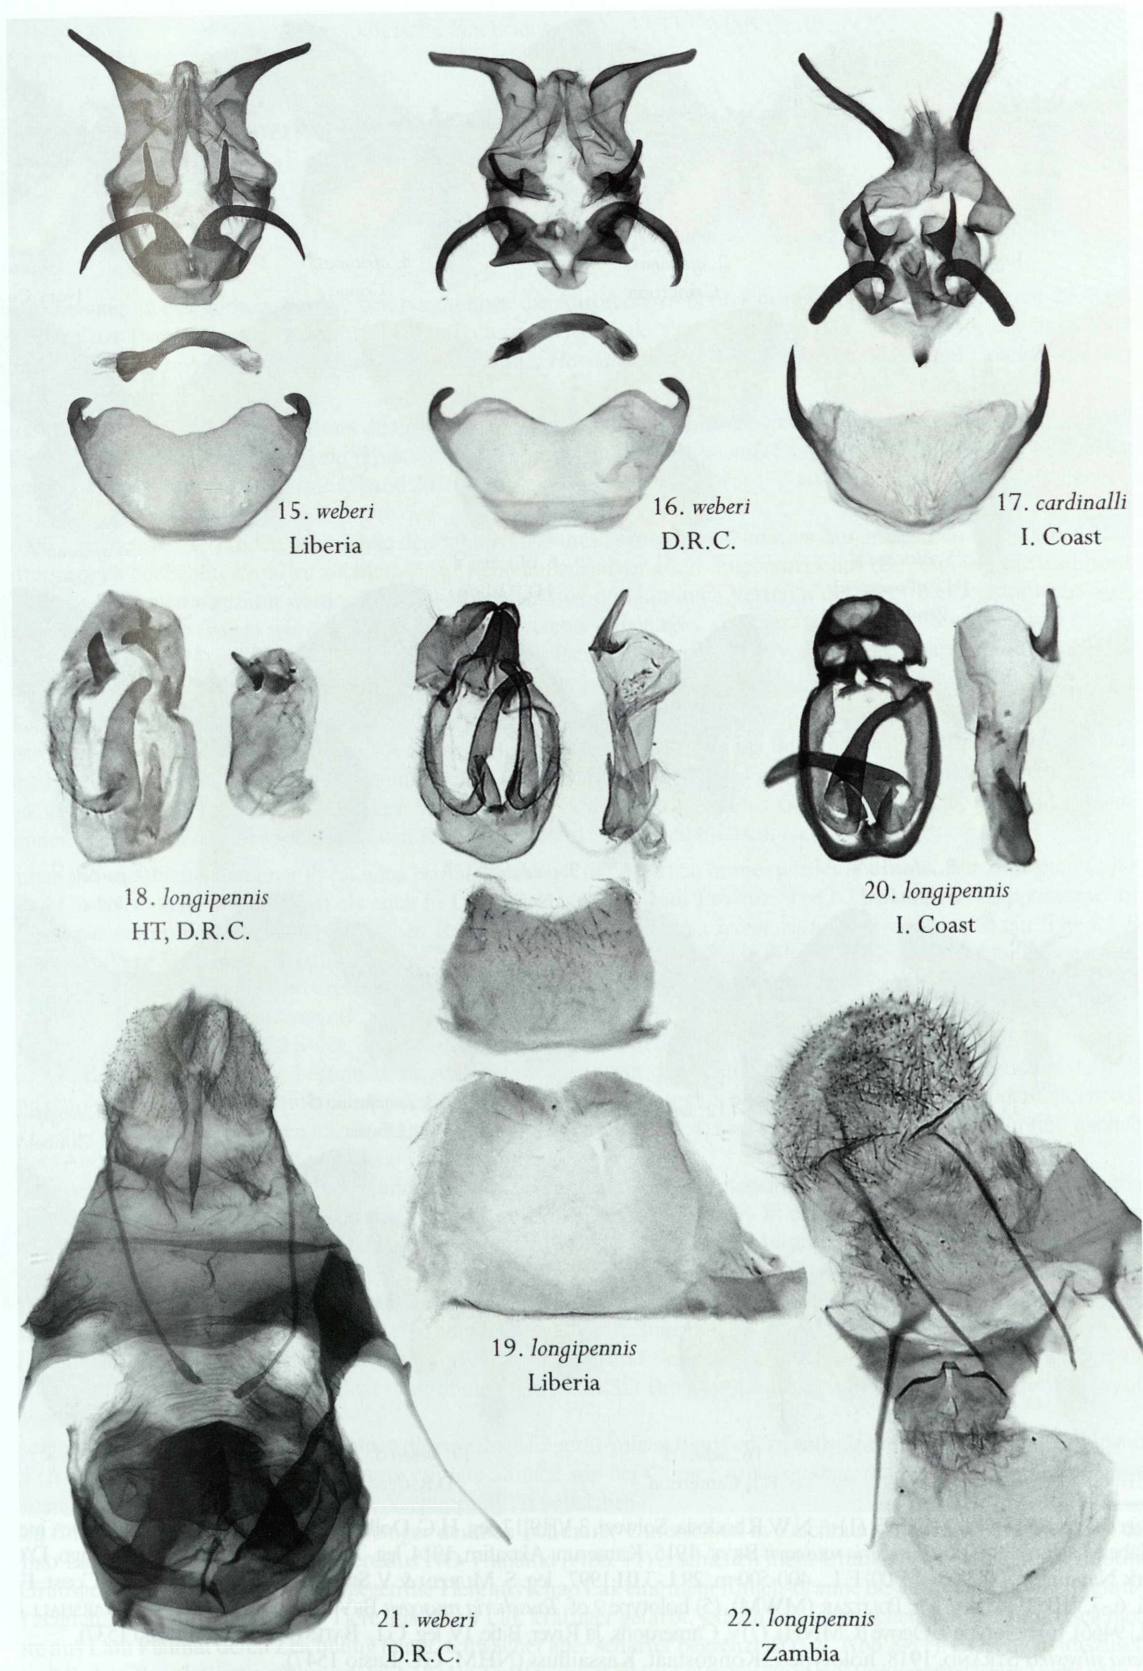 15. weberi
Liberia
16. weberi
D.R.C.
17. cardinalli
I. Coast
18. longipennis
HT, D.R.C.
20. longipennis
I. Coast
19. longipennis
Liberia
21. weberi
D.R.C.
22. longipennis
Zambia